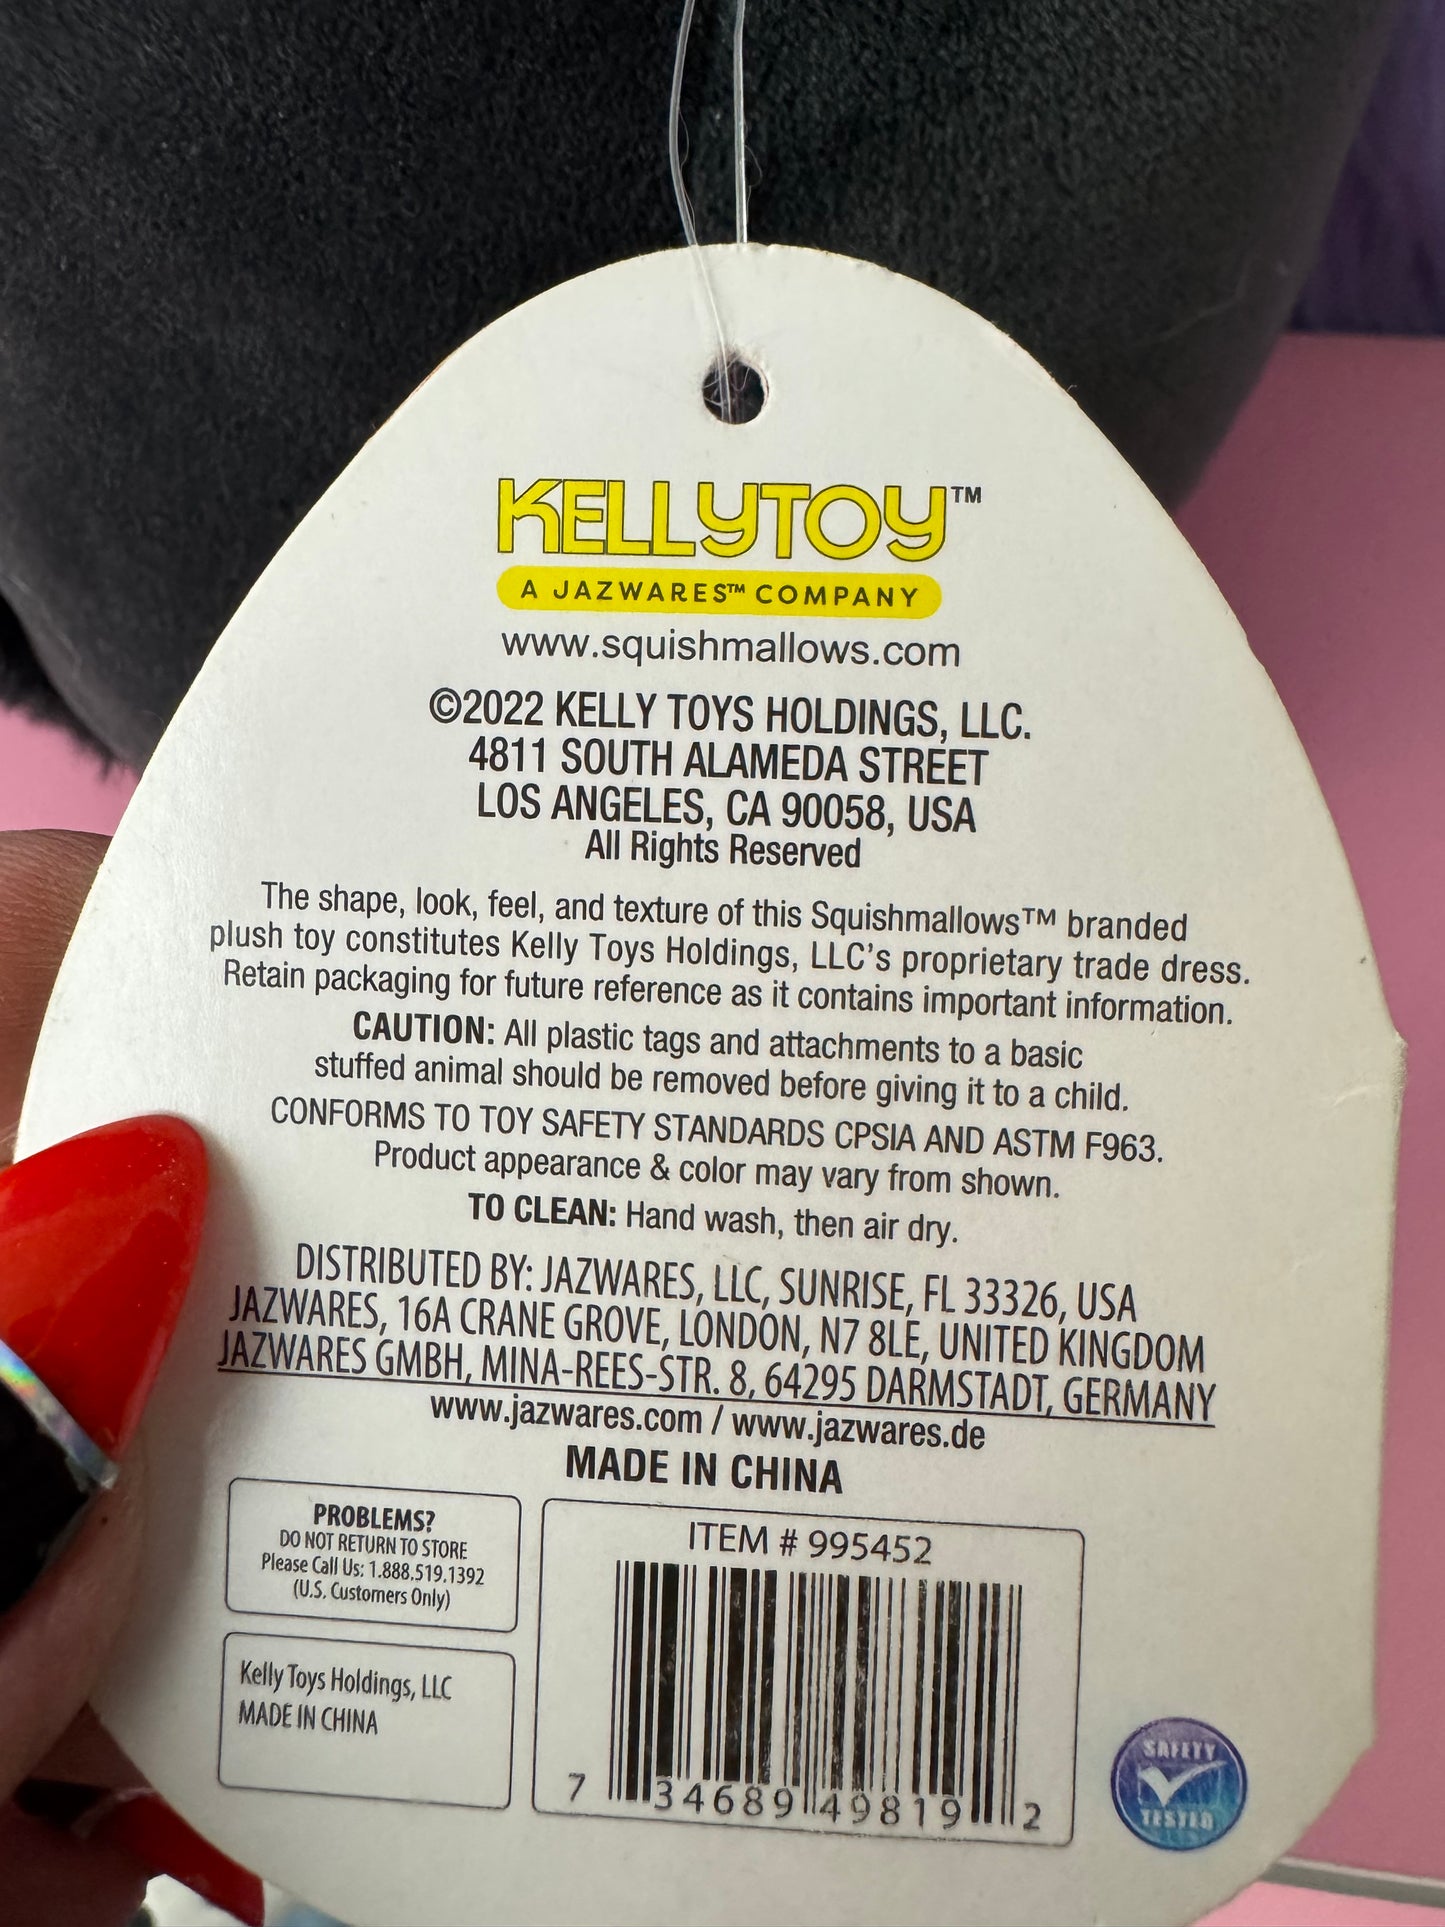 KELLYTOY™
A JAZWARES™ COMPANY
www.squishmallows.com
©2022 KELLY TOYS HOLDINGS, LLC.
4811 SOUTH ALAMEDA STREET
LOS ANGELES, CA 90058, USA
All Rights Reserved
The shape, look, feel, and texture of this Squishmallows™ branded
plush toy constitutes Kelly Toys Holdings, LLC's proprietary trade dress.
Retain packaging for future reference as it contains important information.
CAUTION: All plastic tags and attachments to a basic
stuffed animal should be removed before giving it to a child.
CONFORMS TO TOY SAFETY STANDARDS CPSIA AND ASTM F963.
Product appearance & color may vary from shown.
TO CLEAN: Hand wash, then air dry.
DISTRIBUTED BY: JAZWARES, LLC, SUNRISE, FL 33326, USA
JAZWARES, 16A CRANE GROVE, LONDON, N7 8LE, UNITED KINGDOM
JAZWARES GMBH, MINA-REES-STR. 8, 64295 DARMSTADT, GERMANY
www.jazwares.com / www.jazwares.de
MADE IN CHINA
PROBLEMS?
DO NOT RETURN TO STORE
Please Call Us: 1.888.519.1392
(U.S. Customers Only)
Kelly Toys Holdings, LLC
MADE IN CHINA
ITEM # 995452
7 34689 49819 2
SAFETY
TESTED